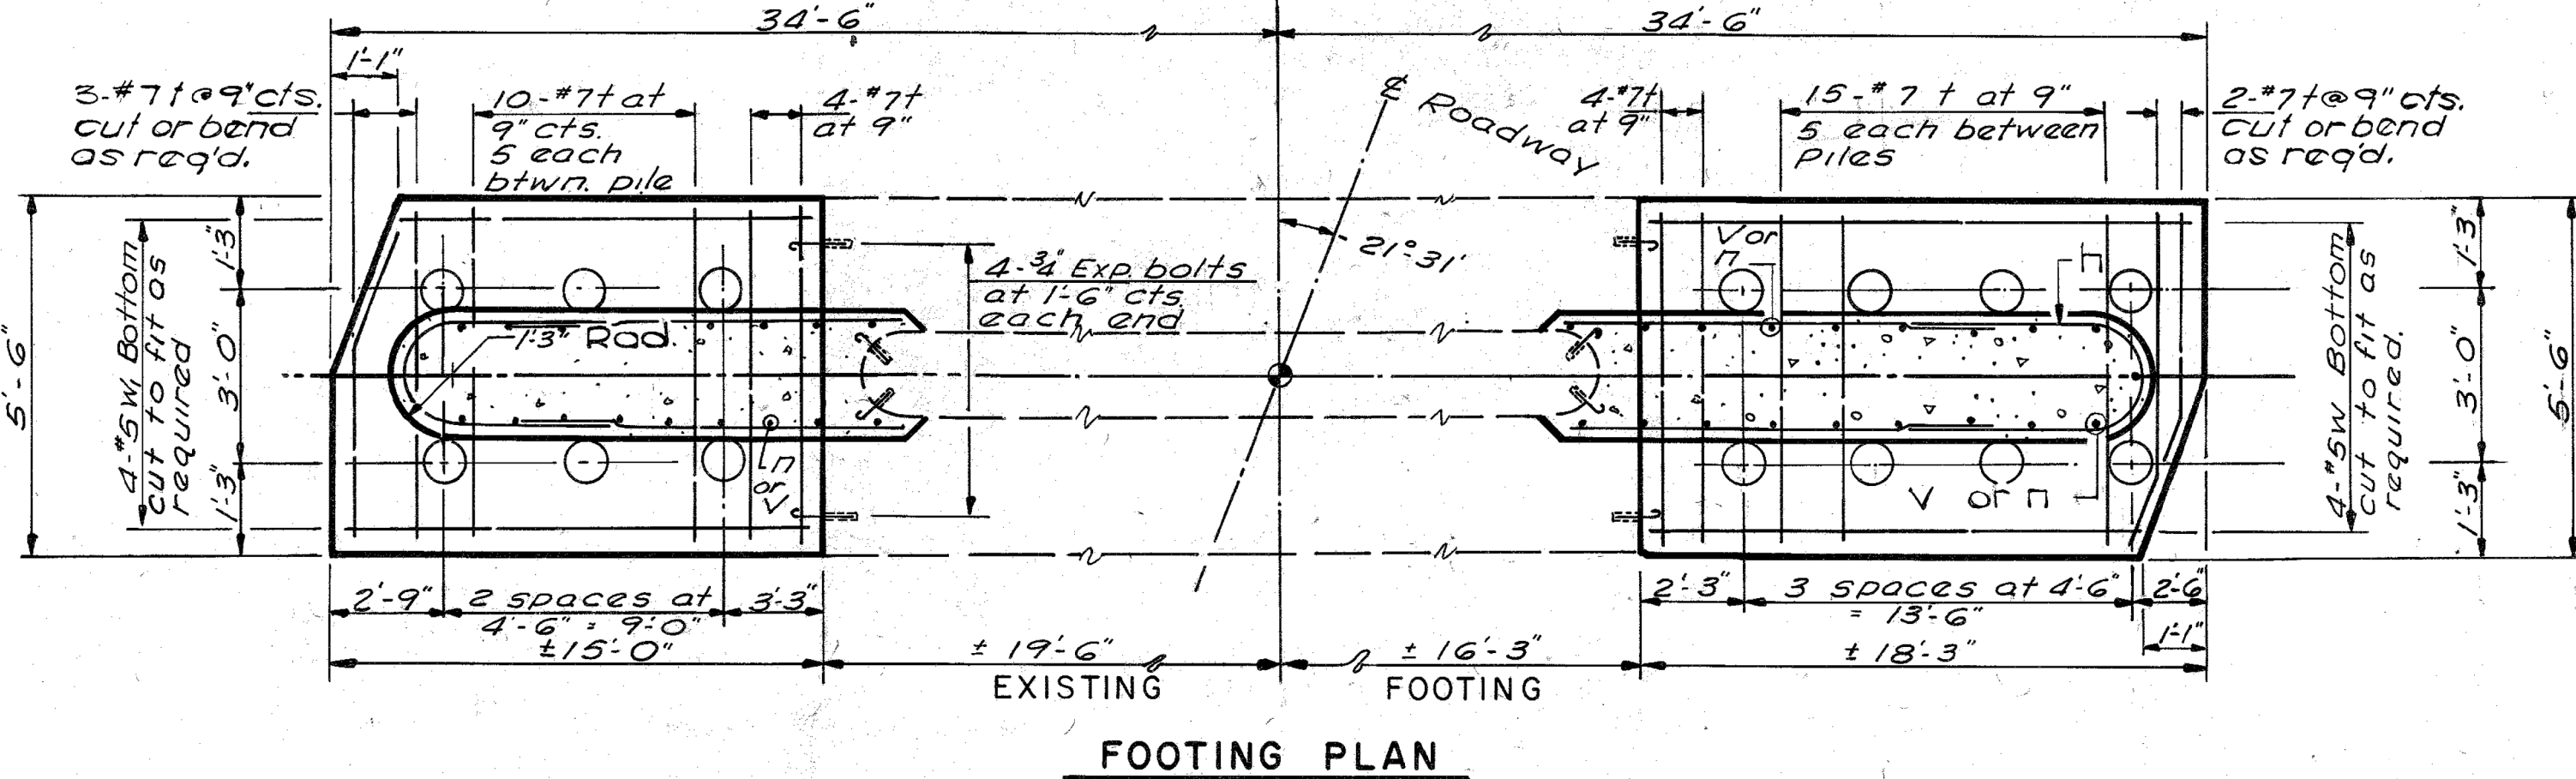 34'-6"
34'-6"
1'-1"
3-#7t@9"cts.
cut or bend
as req'd.
10-#7t at
9" cts.
5 each
btwn. pile
4-#7t
at 9"
℄ Roadway
4-#7t
at 9"
15-#7 t at 9"
5 each between
piles
2-#7t@9" cts.
cut or bend
as req'd.
21°31'
5'-6"
4-#5W, Bottom
cut to fit as
required
1'-3"
3'-0"
1'-3"
1'-3" Rad.
4-3/4" Exp. bolts
at 1'-6" cts.
each end
n
or
V
V or
n
n
V or n
4-#5W Bottom
cut to fit as
required.
1'-3"
3'-0"
1'-3"
5'-6"
2'-9"
2 spaces at
4'-6" = 9'-0"
3'-3"
2'-3"
3 spaces at 4'-6"
= 13'-6"
2'-6"
1'-1"
±15'-0"
± 19'-6"
± 16'-3"
± 18'-3"
EXISTING FOOTING
FOOTING PLAN